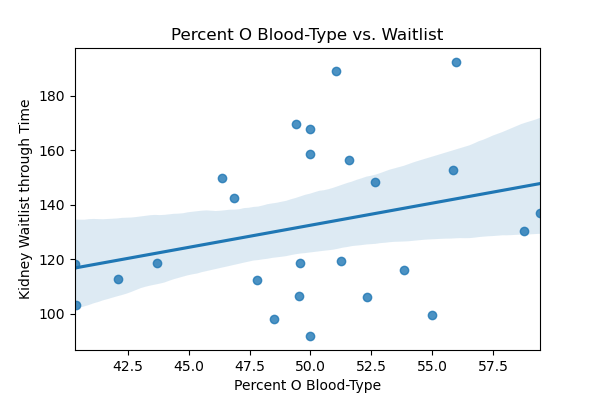 Percent O Blood-Type vs. Waitlist
Kidney Waitlist through Time
180
160
140
120
100
42.5 45.0 47.5 50.0 52.5 55.0 57.5
Percent O Blood-Type